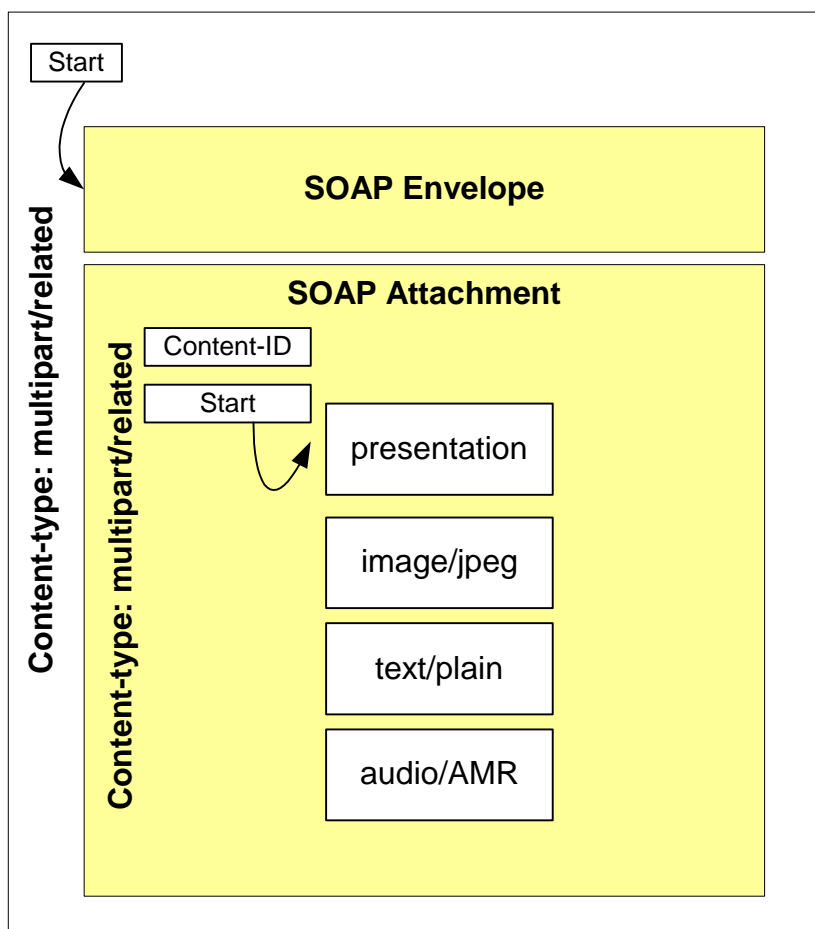 Start
SOAP Envelope
Content-type: multipart/related
SOAP Attachment
Content-type: multipart/related
Content-ID
Start
presentation
image/jpeg
text/plain
audio/AMR